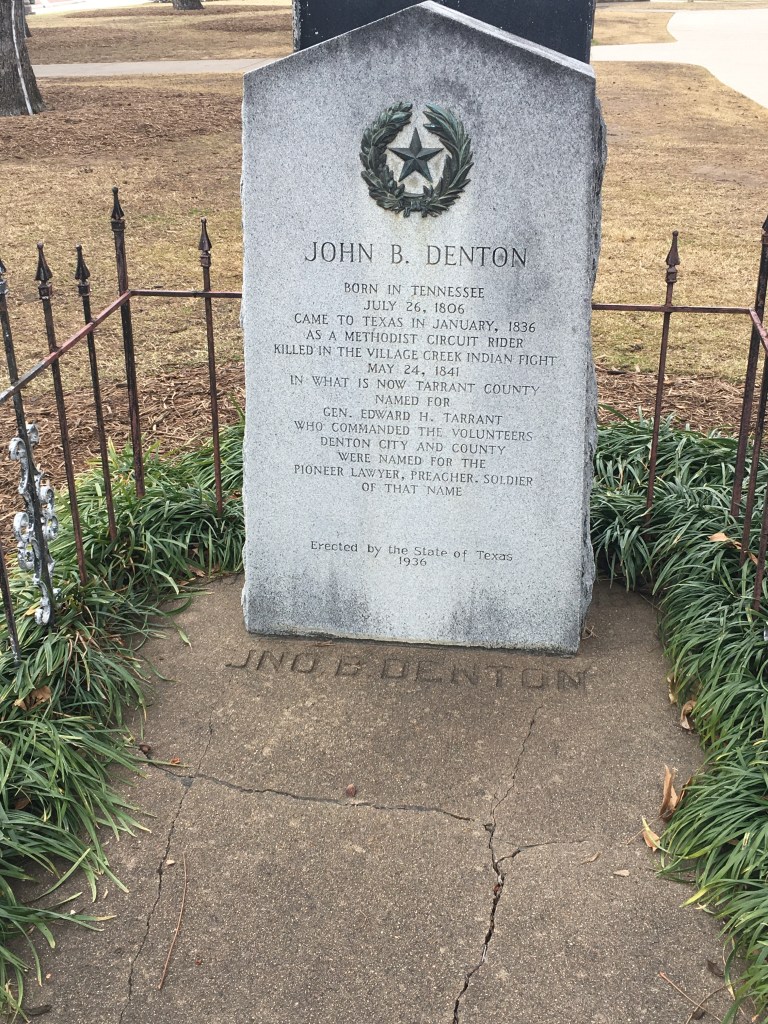 JOHN B. DENTON
BORN IN TENNESSEE
JULY 26, 1806
CAME TO TEXAS IN JANUARY, 1836
AS A METHODIST CIRCUIT RIDER
KILLED IN THE VILLAGE CREEK INDIAN FIGHT
MAY 24, 1841
IN WHAT IS NOW TARRANT COUNTY
NAMED FOR
GEN. EDWARD H. TARRANT
WHO COMMANDED THE VOLUNTEERS
DENTON CITY AND COUNTY
WERE NAMED FOR THE
PIONEER LAWYER, PREACHER, SOLDIER
OF THAT NAME
Erected by the State of Texas
1936
JNO. B. DENTON